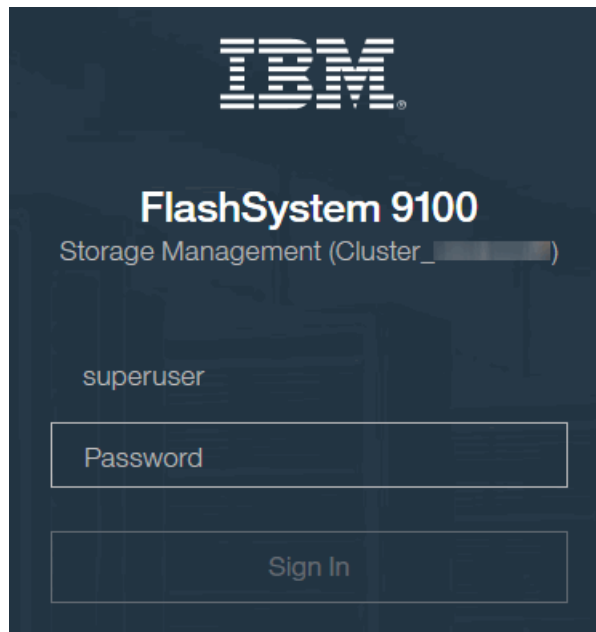 IBM®
FlashSystem 9100
Storage Management (Cluster_ )
superuser
Password
Sign In